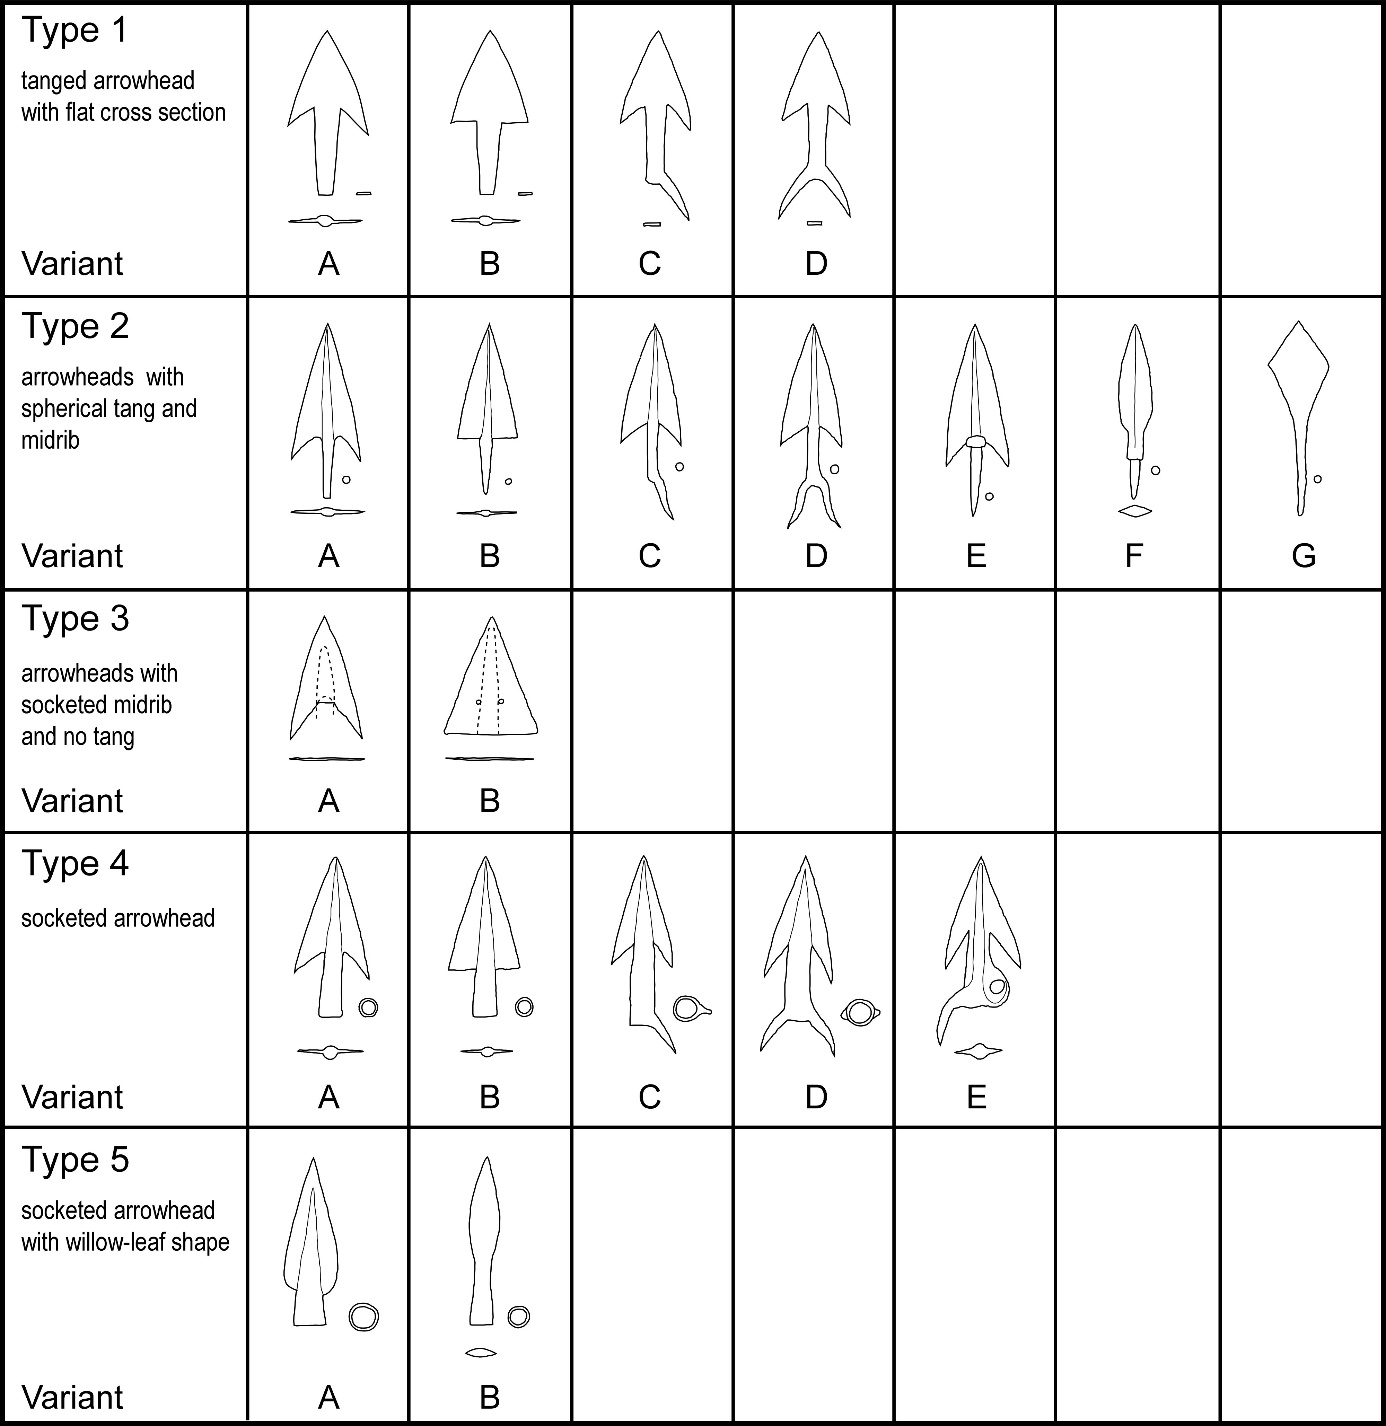 Type 1
tanged arrowhead
with flat cross section
Variant
A
B
C
D
Type 2
arrowheads with
spherical tang and
midrib
Variant
A
B
C
D
E
F
G
Type 3
arrowheads with
socketed midrib
and no tang
Variant
A
B
Type 4
socketed arrowhead
Variant
A
B
C
D
E
Type 5
socketed arrowhead
with willow-leaf shape
Variant
A
B